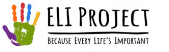 ELI Project
Because Every Life's Important